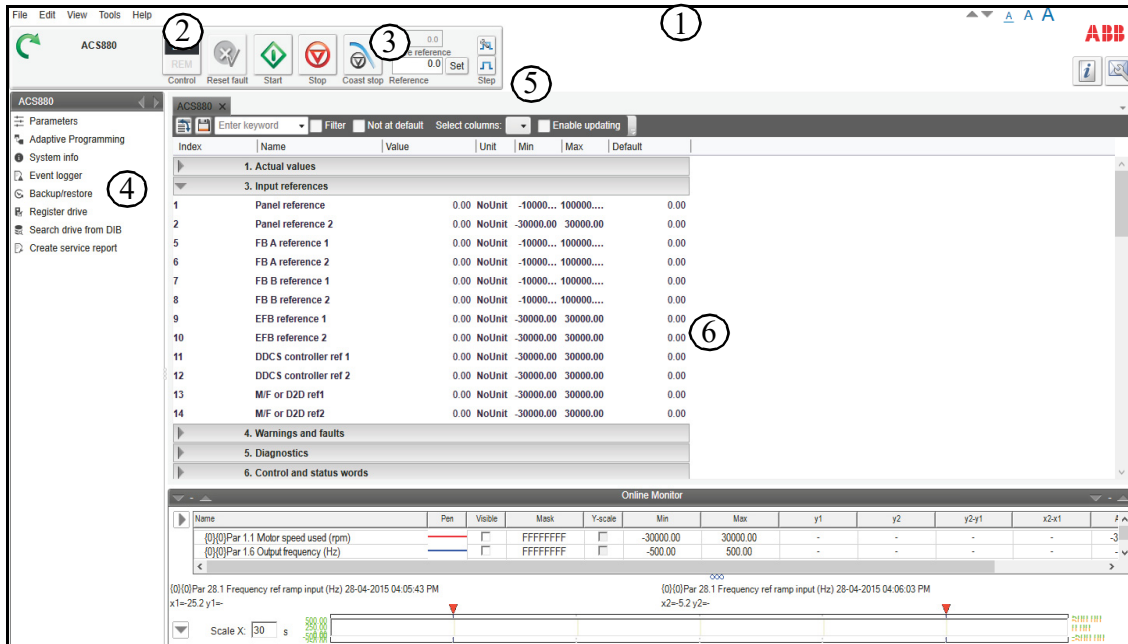 File Edit View Tools Help
1
A A A
ABB
ACS880
2
REM
3
0.0
e reference
0.0 Set
Control Reset fault Start Stop Coast stop Reference Step
5
i
ACS880
Parameters
Adaptive Programming
System info
Event logger
Backup/restore
Register drive
Search drive from DIB
Create service report
4
ACS880 ×
Enter keyword Filter Not at default Select columns: Enable updating
Index Name Value Unit Min Max Default
1. Actual values
3. Input references
1 Panel reference 0.00 NoUnit -10000... 100000.... 0.00
2 Panel reference 2 0.00 NoUnit -30000.00 30000.00 0.00
5 FB A reference 1 0.00 NoUnit -10000... 100000.... 0.00
6 FB A reference 2 0.00 NoUnit -10000... 100000.... 0.00
7 FB B reference 1 0.00 NoUnit -10000... 100000.... 0.00
8 FB B reference 2 0.00 NoUnit -10000... 100000.... 0.00
9 EFB reference 1 0.00 NoUnit -30000.00 30000.00 0.00
10 EFB reference 2 0.00 NoUnit -30000.00 30000.00 0.00
6
11 DDCS controller ref 1 0.00 NoUnit -30000.00 30000.00 0.00
12 DDCS controller ref 2 0.00 NoUnit -30000.00 30000.00 0.00
13 M/F or D2D ref1 0.00 NoUnit -30000.00 30000.00 0.00
14 M/F or D2D ref2 0.00 NoUnit -30000.00 30000.00 0.00
4. Warnings and faults
5. Diagnostics
6. Control and status words
Online Monitor
Name Pen Visible Mask Y-scale Min Max y1 y2 y2-y1 x2-x1
{0}{0}Par 1.1 Motor speed used (rpm) FFFFFFFF -30000.00 30000.00 - - - - -3
{0}{0}Par 1.6 Output frequency (Hz) FFFFFFFF -500.00 500.00 - - - - -
{0}{0}Par 28.1 Frequency ref ramp input (Hz) 28-04-2015 04:05:43 PM {0}{0}Par 28.1 Frequency ref ramp input (Hz) 28-04-2015 04:06:03 PM
x1=-25.2 y1=- x2=-5.2 y2=-
Scale X: 30 s
500.00
250.00